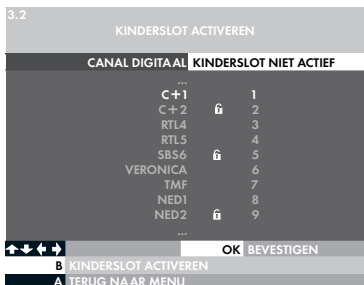 3.2
KINDERSLOT ACTIVEREN
CANAL DIGITAAL KINDERSLOT NIET ACTIEF
...
C+1 1
C+2 2
RTL4 3
RTL5 4
SBS6 5
VERONICA 6
TMF 7
NED1 8
NED2 9
...
OK BEVESTIGEN
B KINDERSLOT ACTIVEREN
A TERUG NAAR MENU